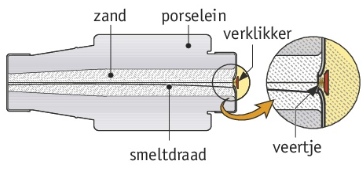 zand
porselein
verklikker
smeltdraad
veertje